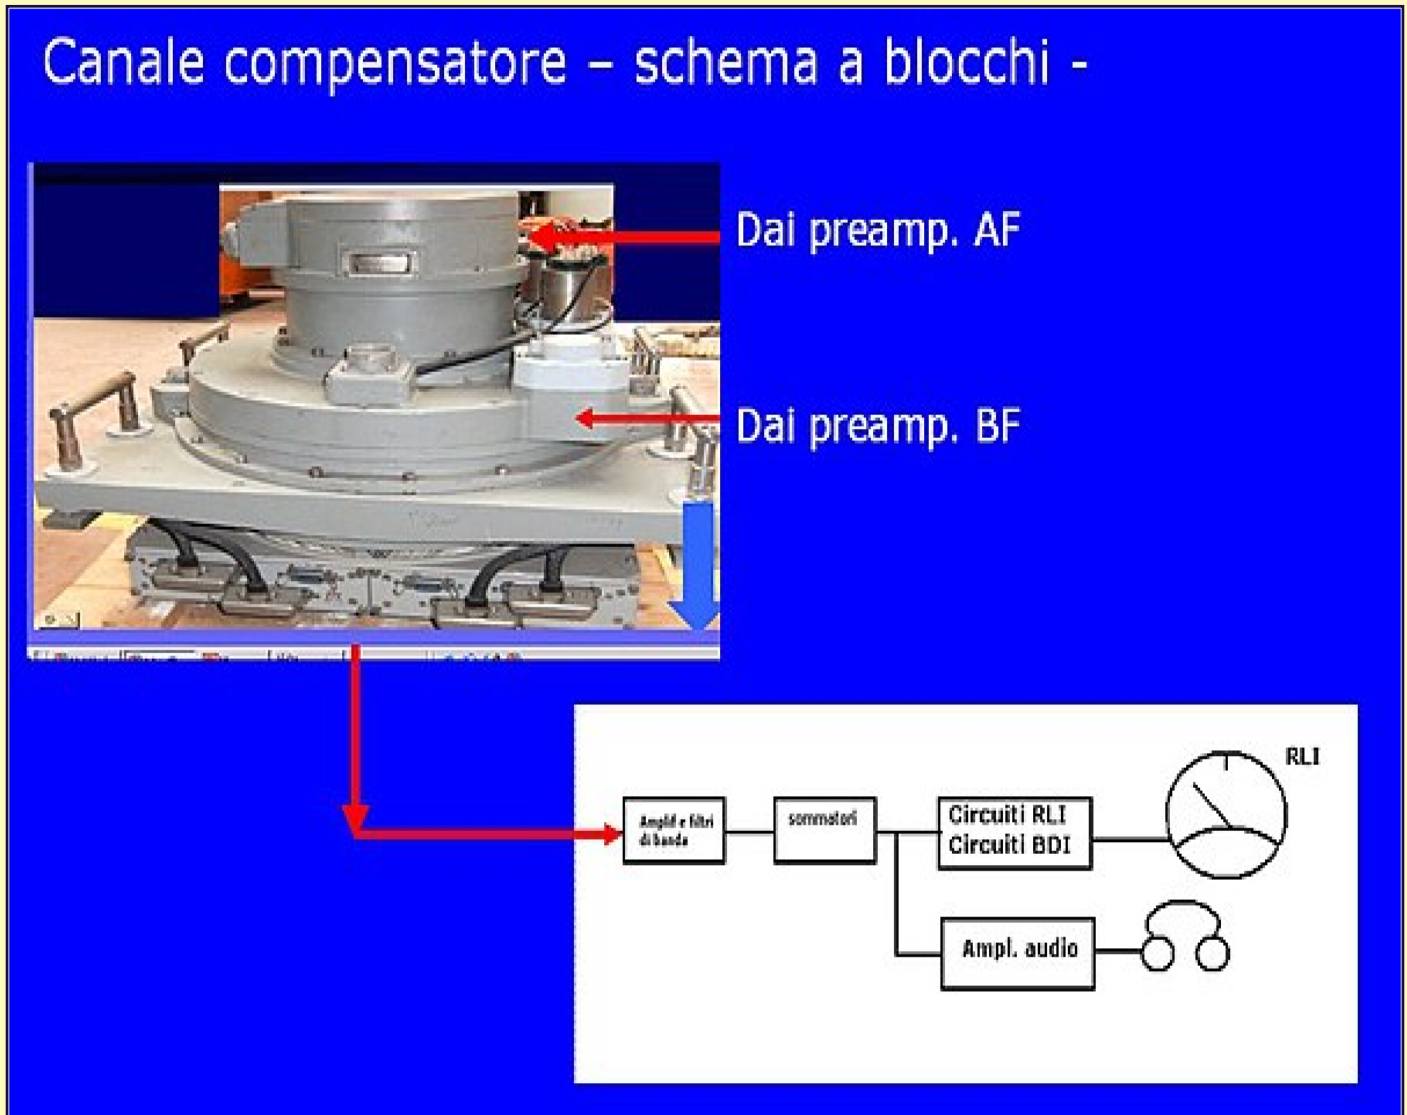 Canale compensatore – schema a blocchi -
Dai preamp. AF
Dai preamp. BF
RLI
Amplif e filtri
di banda
sommatori
Circuiti RLI
Circuiti BDI
Ampl. audio